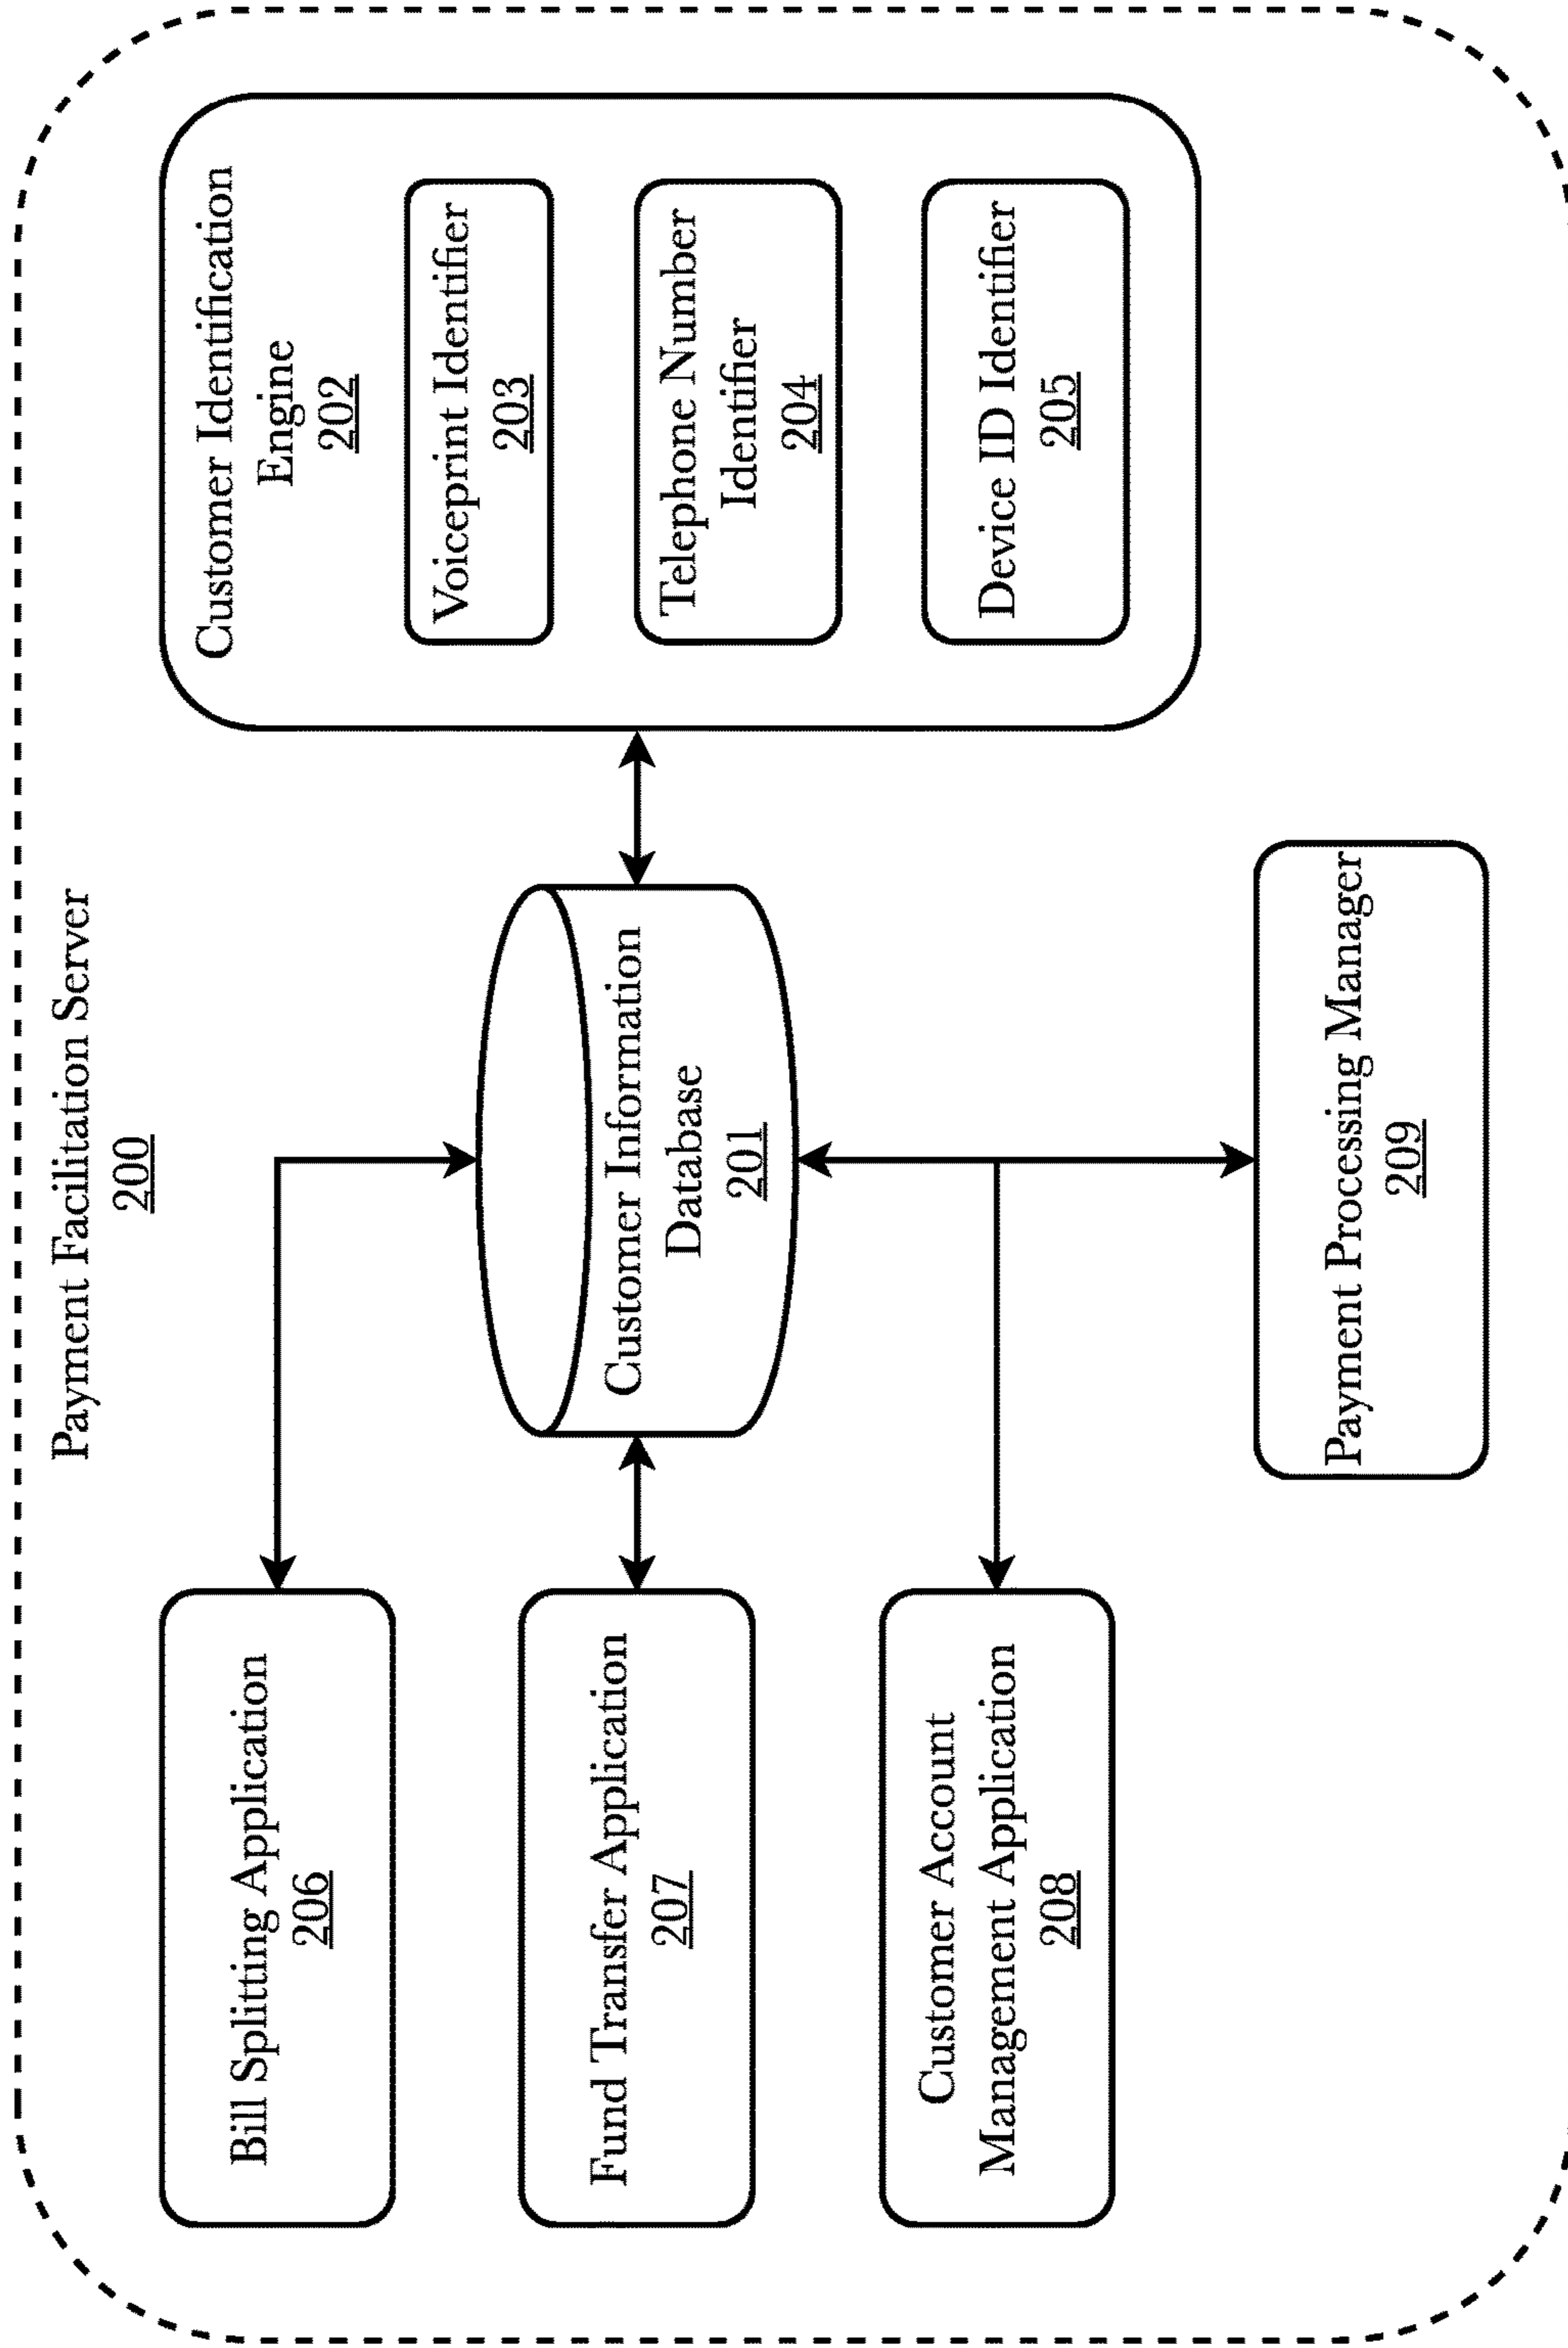 Payment Facilitation Server
200
Bill Splitting Application
206
Fund Transfer Application
207
Customer Account
Management Application
208
Customer Information
Database
201
Payment Processing Manager
209
Customer Identification
Engine
202
Voiceprint Identifier
203
Telephone Number
Identifier
204
Device ID Identifier
205